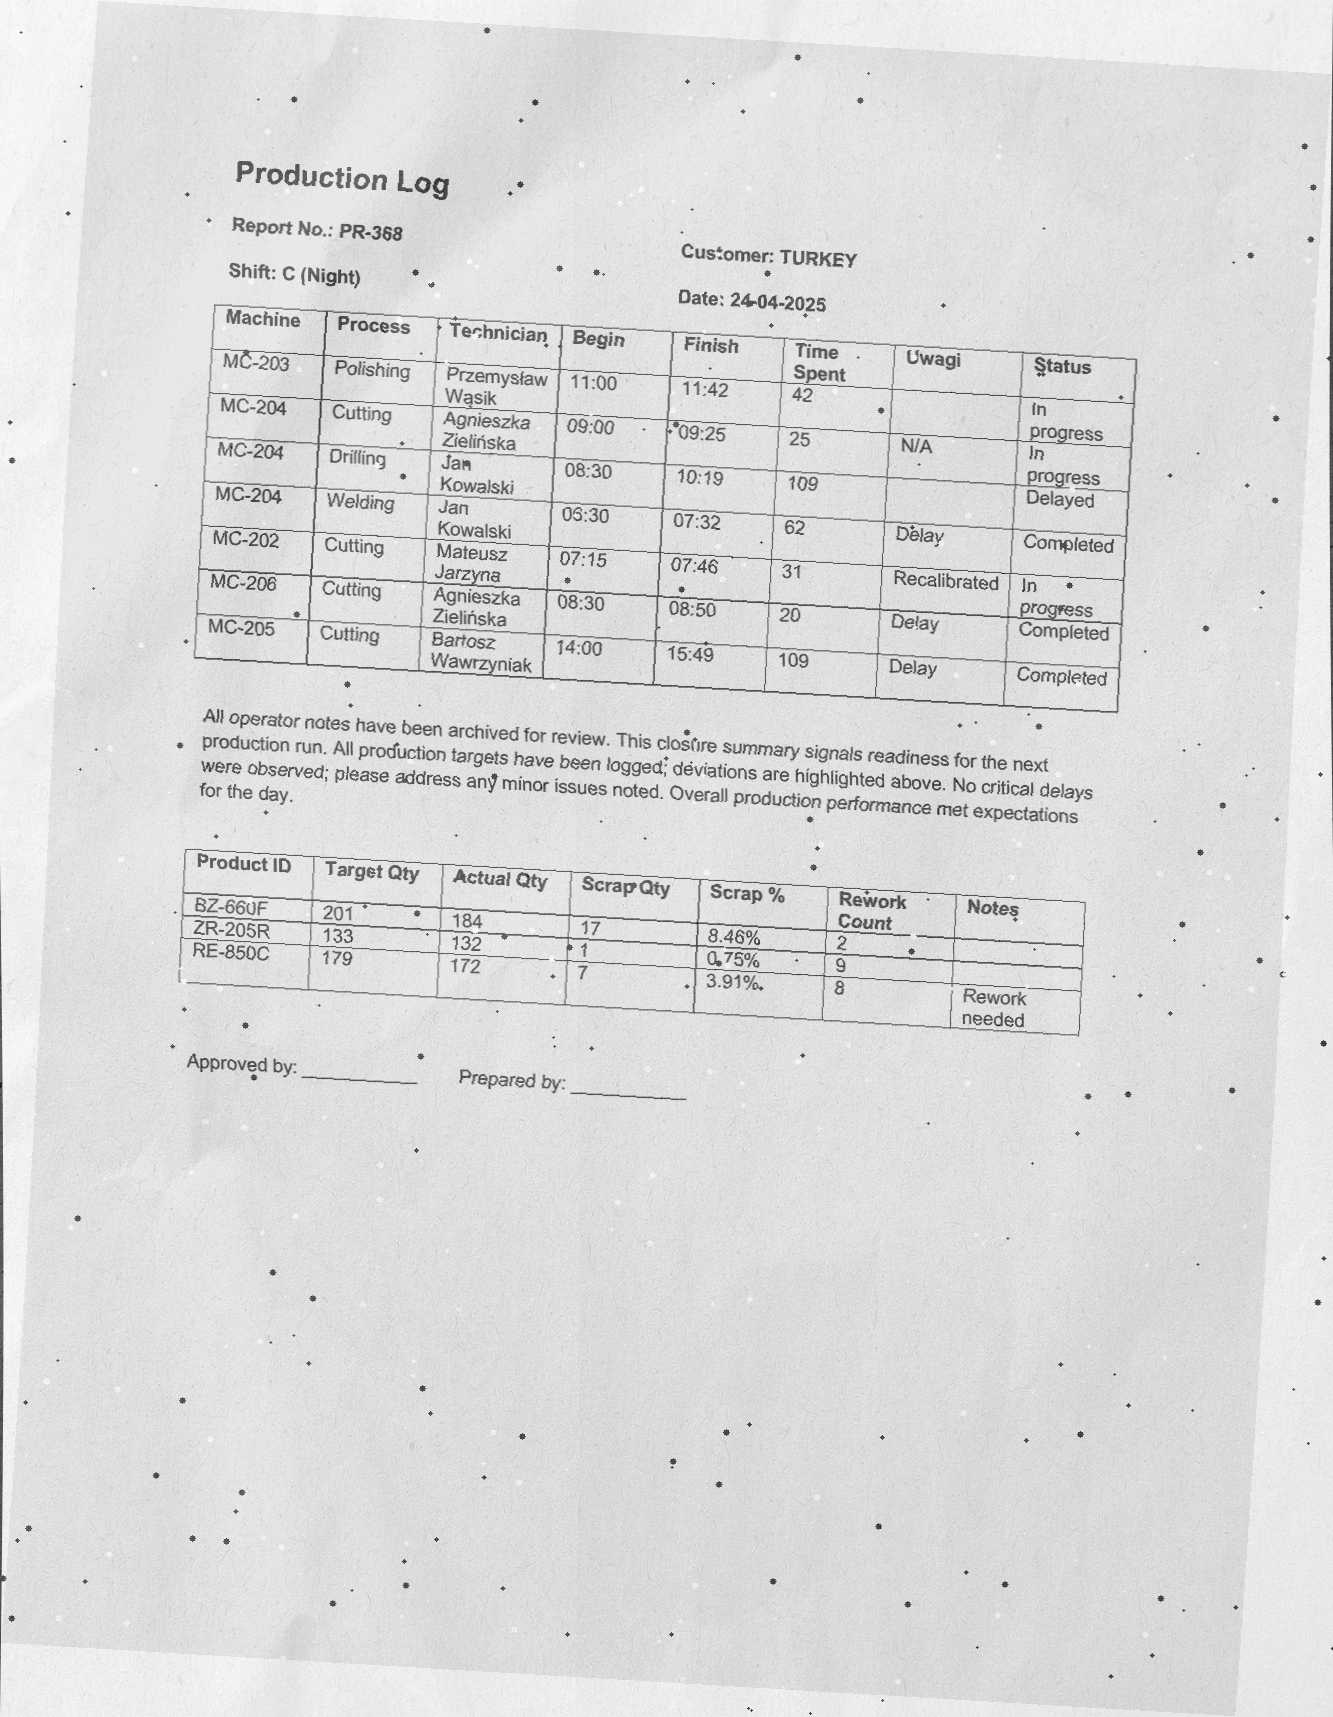 Production Log
Report No.: PR-368
Customer: TURKEY
Shift: C (Night)
Date: 24-04-2025
Machine Process Technician Begin Finish Time Spent Uwagi Status
MC-203 Polishing Przemysław Wąsik 11:00 11:42 42 In progress
MC-204 Cutting Agnieszka Zielińska 09:00 09:25 25 N/A In progress
MC-204 Drilling Jan Kowalski 08:30 10:19 109 Delayed
MC-204 Welding Jan Kowalski 06:30 07:32 62 Delay Completed
MC-202 Cutting Mateusz Jarzyna 07:15 07:46 31 Recalibrated In progress
MC-206 Cutting Agnieszka Zielińska 08:30 08:50 20 Delay Completed
MC-205 Cutting Bartosz Wawrzyniak 14:00 15:49 109 Delay Completed
All operator notes have been archived for review. This closure summary signals readiness for the next
production run. All production targets have been logged; deviations are highlighted above. No critical delays
were observed; please address any minor issues noted. Overall production performance met expectations
for the day.
Product ID Target Qty Actual Qty Scrap Qty Scrap % Rework Count Notes
BZ-660F 201 184 17 8.46% 2
ZR-205R 133 132 1 0.75% 9
RE-850C 179 172 7 3.91% 8 Rework needed
Approved by: ___________ Prepared by: ___________